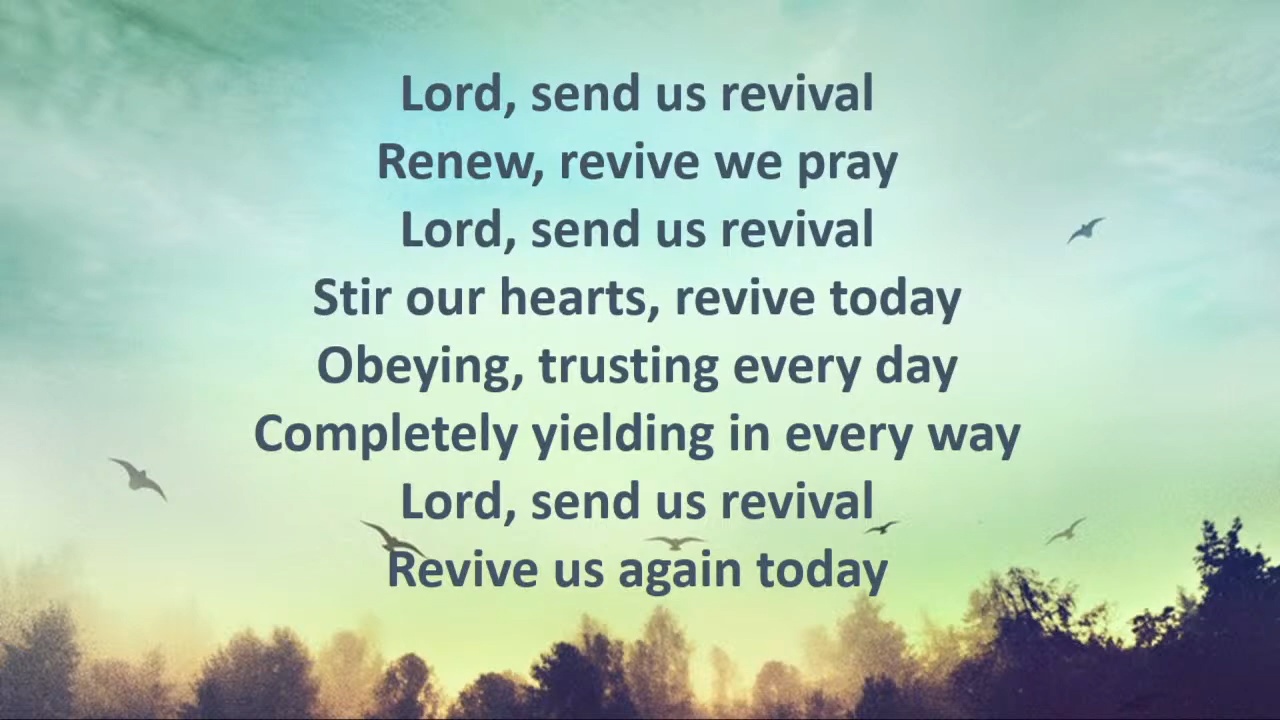 Lord, send us revival
Renew, revive we pray
Lord, send us revival
Stir our hearts, revive today
Obeying, trusting every day
Completely yielding in every way
Lord, send us revival
Revive us again today